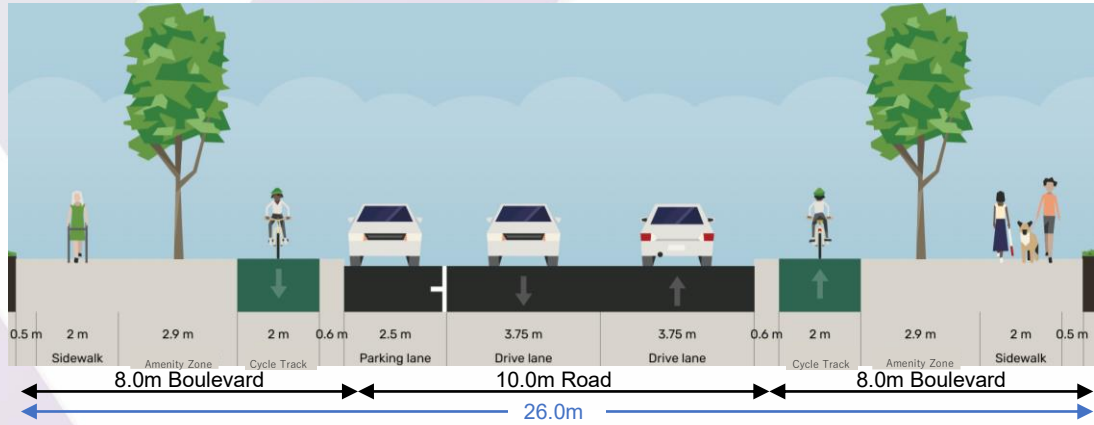 0.5 m 2 m 2.9 m 2 m 0.6 m 2.5 m 3.75 m 3.75 m 0.6 m 2 m 2.9 m 2 m 0.5 m
Sidewalk Amenity Zone Cycle Track Parking lane Drive lane Drive lane Cycle Track Amenity Zone Sidewalk
8.0m Boulevard 10.0m Road 8.0m Boulevard
26.0m